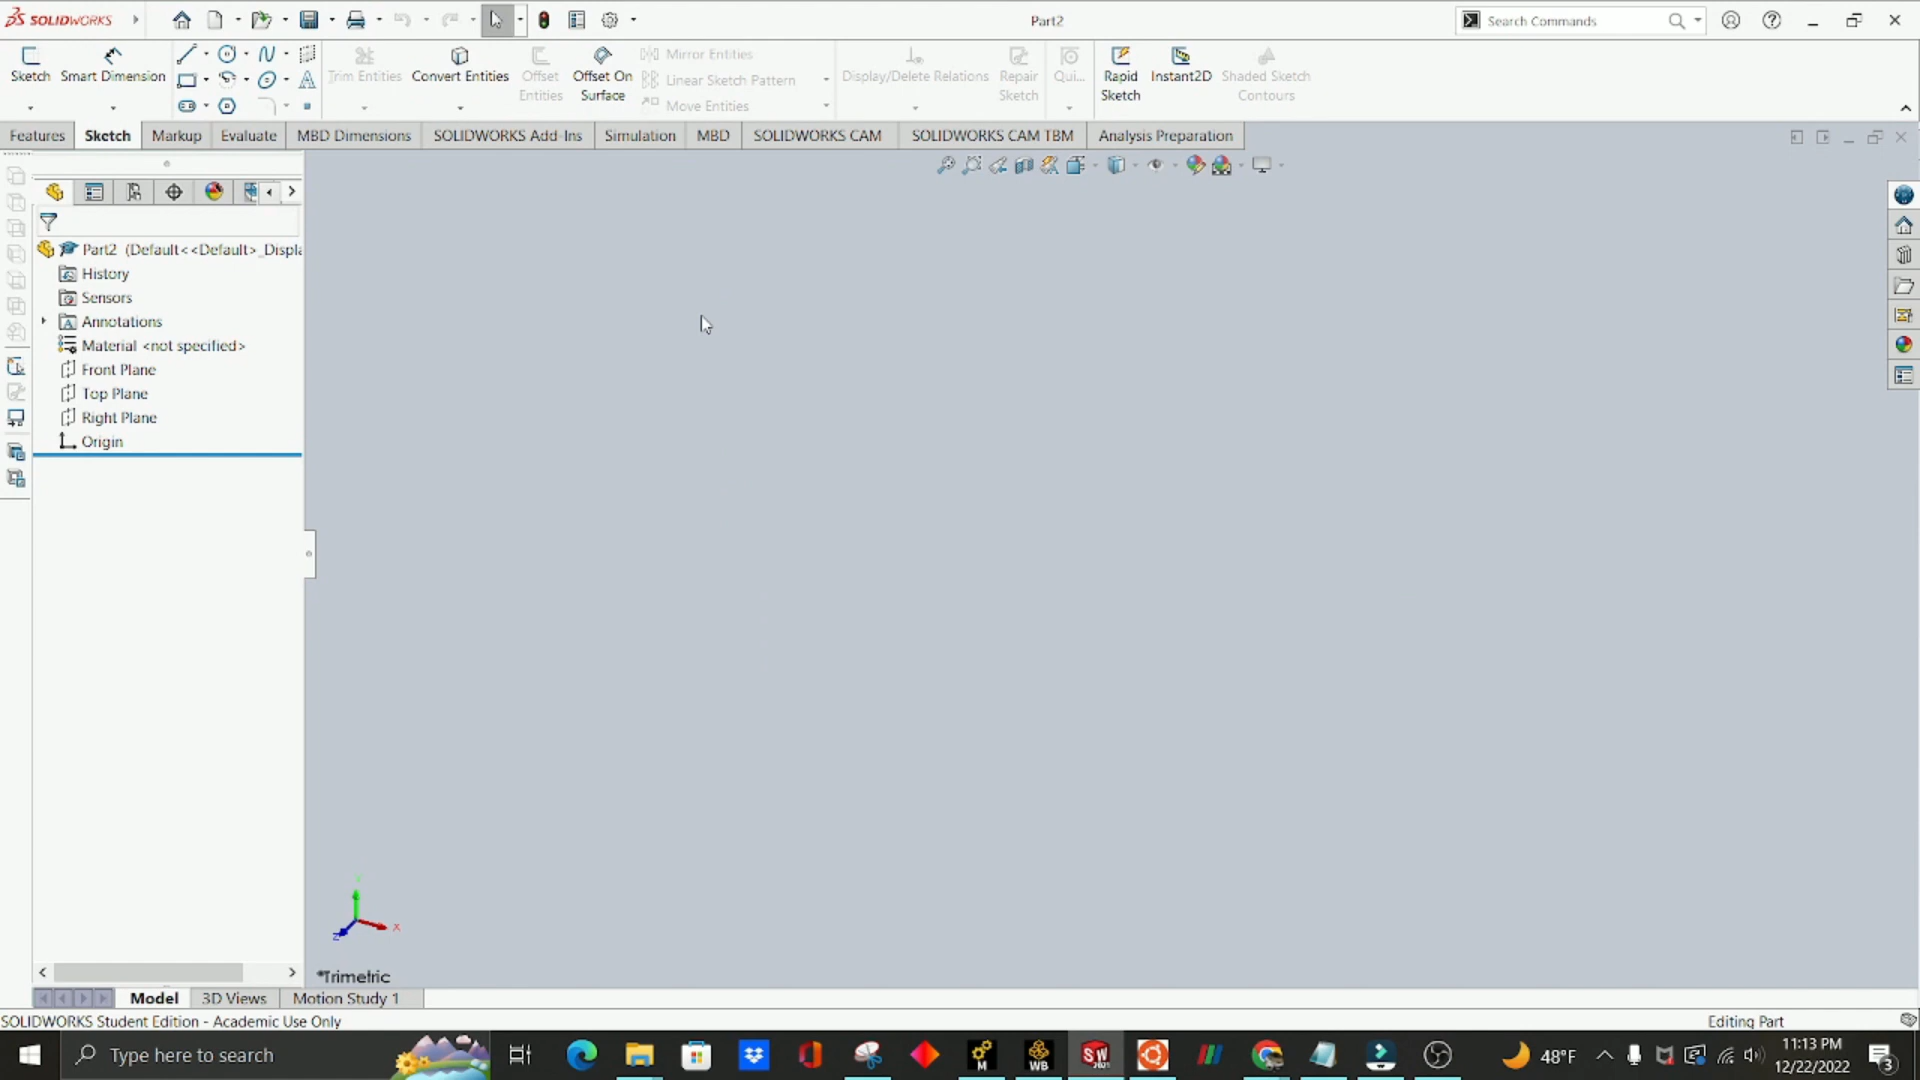 SOLIDWORKS
Part2
Search Commands
Sketch
Smart Dimension
Trim Entities
Convert Entities
Offset
Entities
Offset On
Surface
Mirror Entities
Linear Sketch Pattern
Move Entities
Display/Delete Relations
Repair
Sketch
Qui...
Rapid
Sketch
Instant2D
Shaded Sketch
Contours
Features
Sketch
Markup
Evaluate
MBD Dimensions
SOLIDWORKS Add-Ins
Simulation
MBD
SOLIDWORKS CAM
SOLIDWORKS CAM TBM
Analysis Preparation
Part2 (Default<<Default>_Displa
History
Sensors
Annotations
Material <not specified>
Front Plane
Top Plane
Right Plane
Origin
Y
X
Z
*Trimetric
Model
3D Views
Motion Study 1
SOLIDWORKS Student Edition - Academic Use Only
Editing Part
Type here to search
M
WB
SW
2021
48°F
11:13 PM
12/22/2022
3